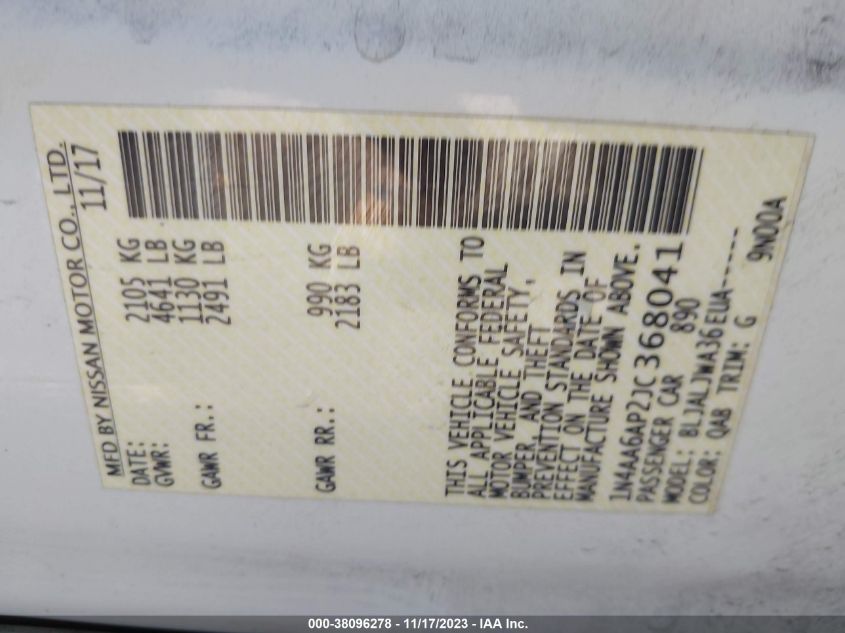 MFD BY NISSAN MOTOR CO., LTD.
DATE: 11/17
GVWR: 2105 KG
4641 LB
GAWR FR.: 1130 KG
2491 LB
GAWR RR.: 990 KG
2183 LB
THIS VEHICLE CONFORMS TO
ALL APPLICABLE FEDERAL
MOTOR VEHICLE SAFETY,
BUMPER, AND THEFT
PREVENTION STANDARDS IN
EFFECT ON THE DATE OF
MANUFACTURE SHOWN ABOVE.
1N4AA6AP2JC368041
PASSENGER CAR 890
MODEL: BLJALJWA36EUA------
COLOR: QAB TRIM: G 9N00A
000-38096278 - 11/17/2023 - IAA Inc.